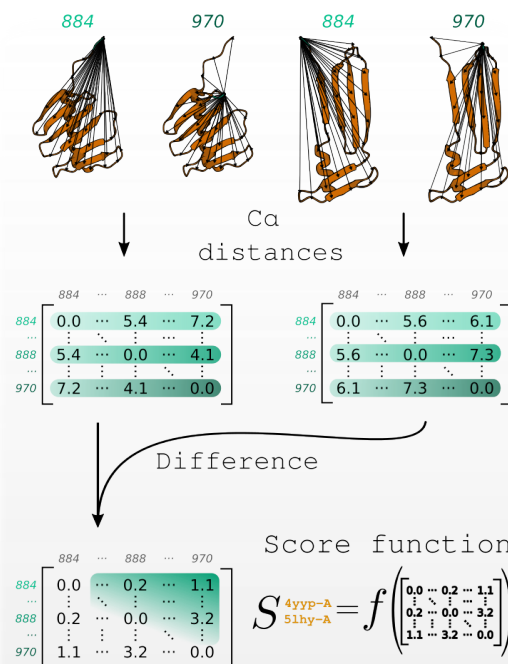 884 970 884 970
Cα
distances
884 ··· 888 ··· 970
884 0.0 ··· 5.4 ··· 7.2
··· ⋮ ⋱ ⋮ ··· ⋮
888 5.4 ··· 0.0 ··· 4.1
··· ⋮ ⋮ ⋱ ⋮
970 7.2 ··· 4.1 ··· 0.0
884 ··· 888 ··· 970
884 0.0 ··· 5.6 ··· 6.1
··· ⋮ ⋱ ⋮ ··· ⋮
888 5.6 ··· 0.0 ··· 7.3
··· ⋮ ⋮ ⋱ ⋮
970 6.1 ··· 7.3 ··· 0.0
Difference
884 ··· 888 ··· 970
884 0.0 ··· 0.2 ··· 1.1
··· ⋮ ⋱ ⋮ ··· ⋮
888 0.2 ··· 0.0 ··· 3.2
··· ⋮ ⋮ ⋱ ⋮
970 1.1 ··· 3.2 ··· 0.0
Score function
S 4yyp-A 5lhy-A = f
0.0 ··· 0.2 ··· 1.1
⋮ ⋱ ⋮ ··· ⋮
0.2 ··· 0.0 ··· 3.2
⋮ ⋮ ⋱ ⋮
1.1 ··· 3.2 ··· 0.0